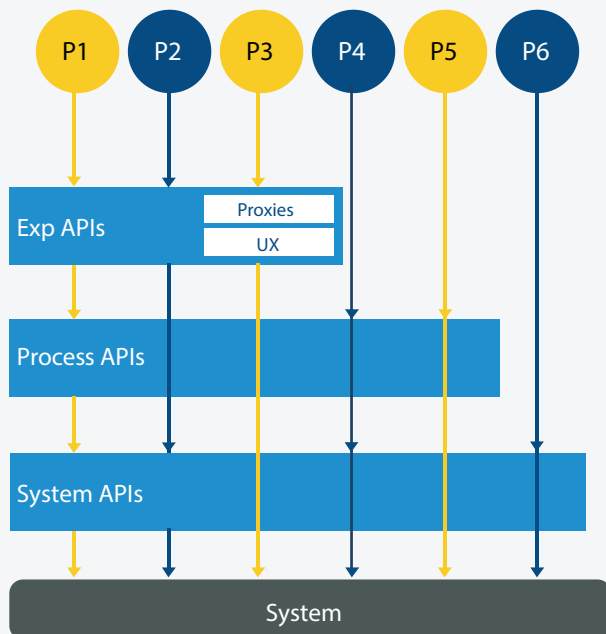 P1 P2 P3 P4 P5 P6
Proxies
Exp APIs
UX
Process APIs
System APIs
System